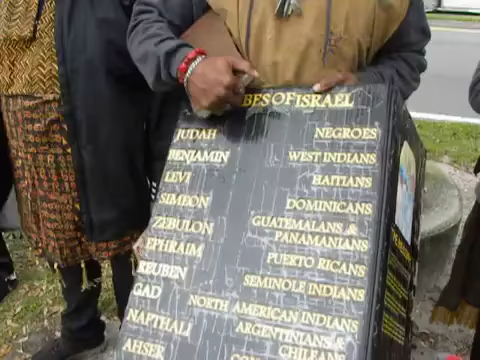 BES OF ISRAEL
JUDAH NEGROES
BENJAMIN WEST INDIANS
LEVI HAITIANS
SIMEON DOMINICANS
ZEBULON GUATEMALANS &
PANAMANIANS
EPHRAIM PUERTO RICANS
REUBEN SEMINOLE INDIANS
GAD NORTH AMERICAN INDIANS
NAPTHALI ARGENTINIANS &
CHILEANS
AHSER